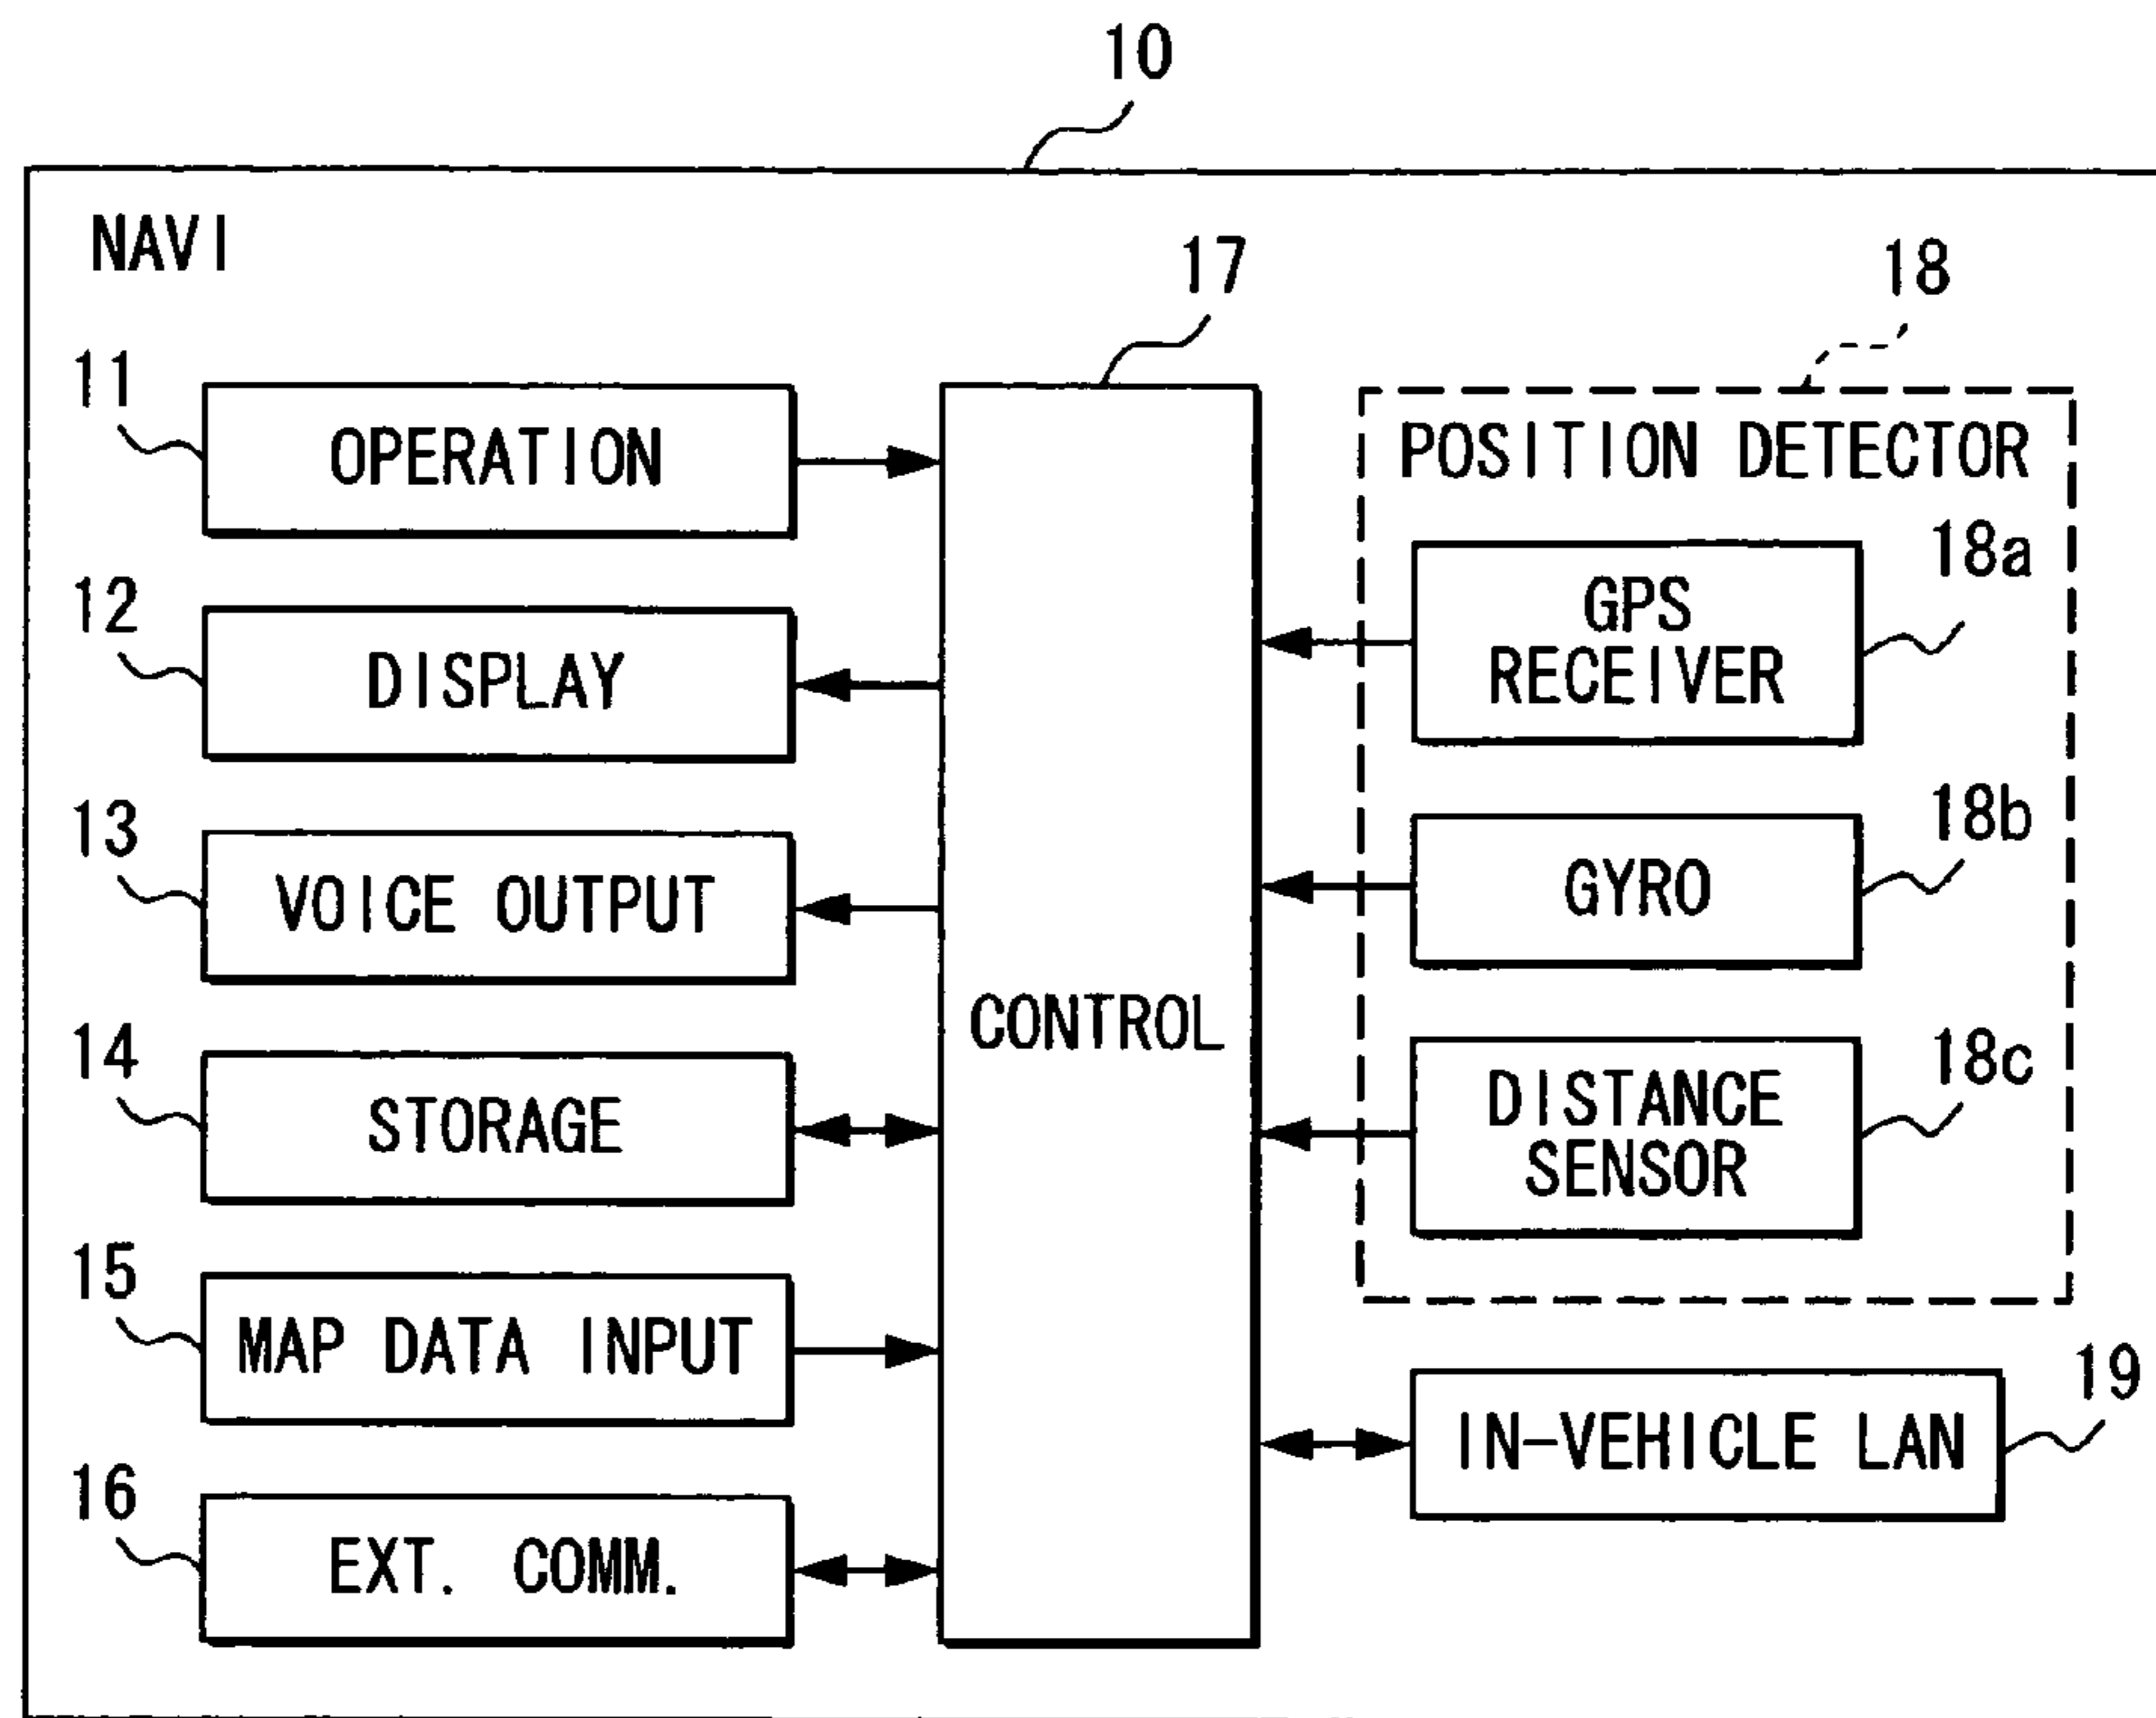 10
NAVI
17
18
11
OPERATION
POSITION DETECTOR
18a
GPS
RECEIVER
12
DISPLAY
18b
GYRO
13
VOICE OUTPUT
CONTROL
18c
DISTANCE
SENSOR
14
STORAGE
15
MAP DATA INPUT
19
IN-VEHICLE LAN
16
EXT. COMM.